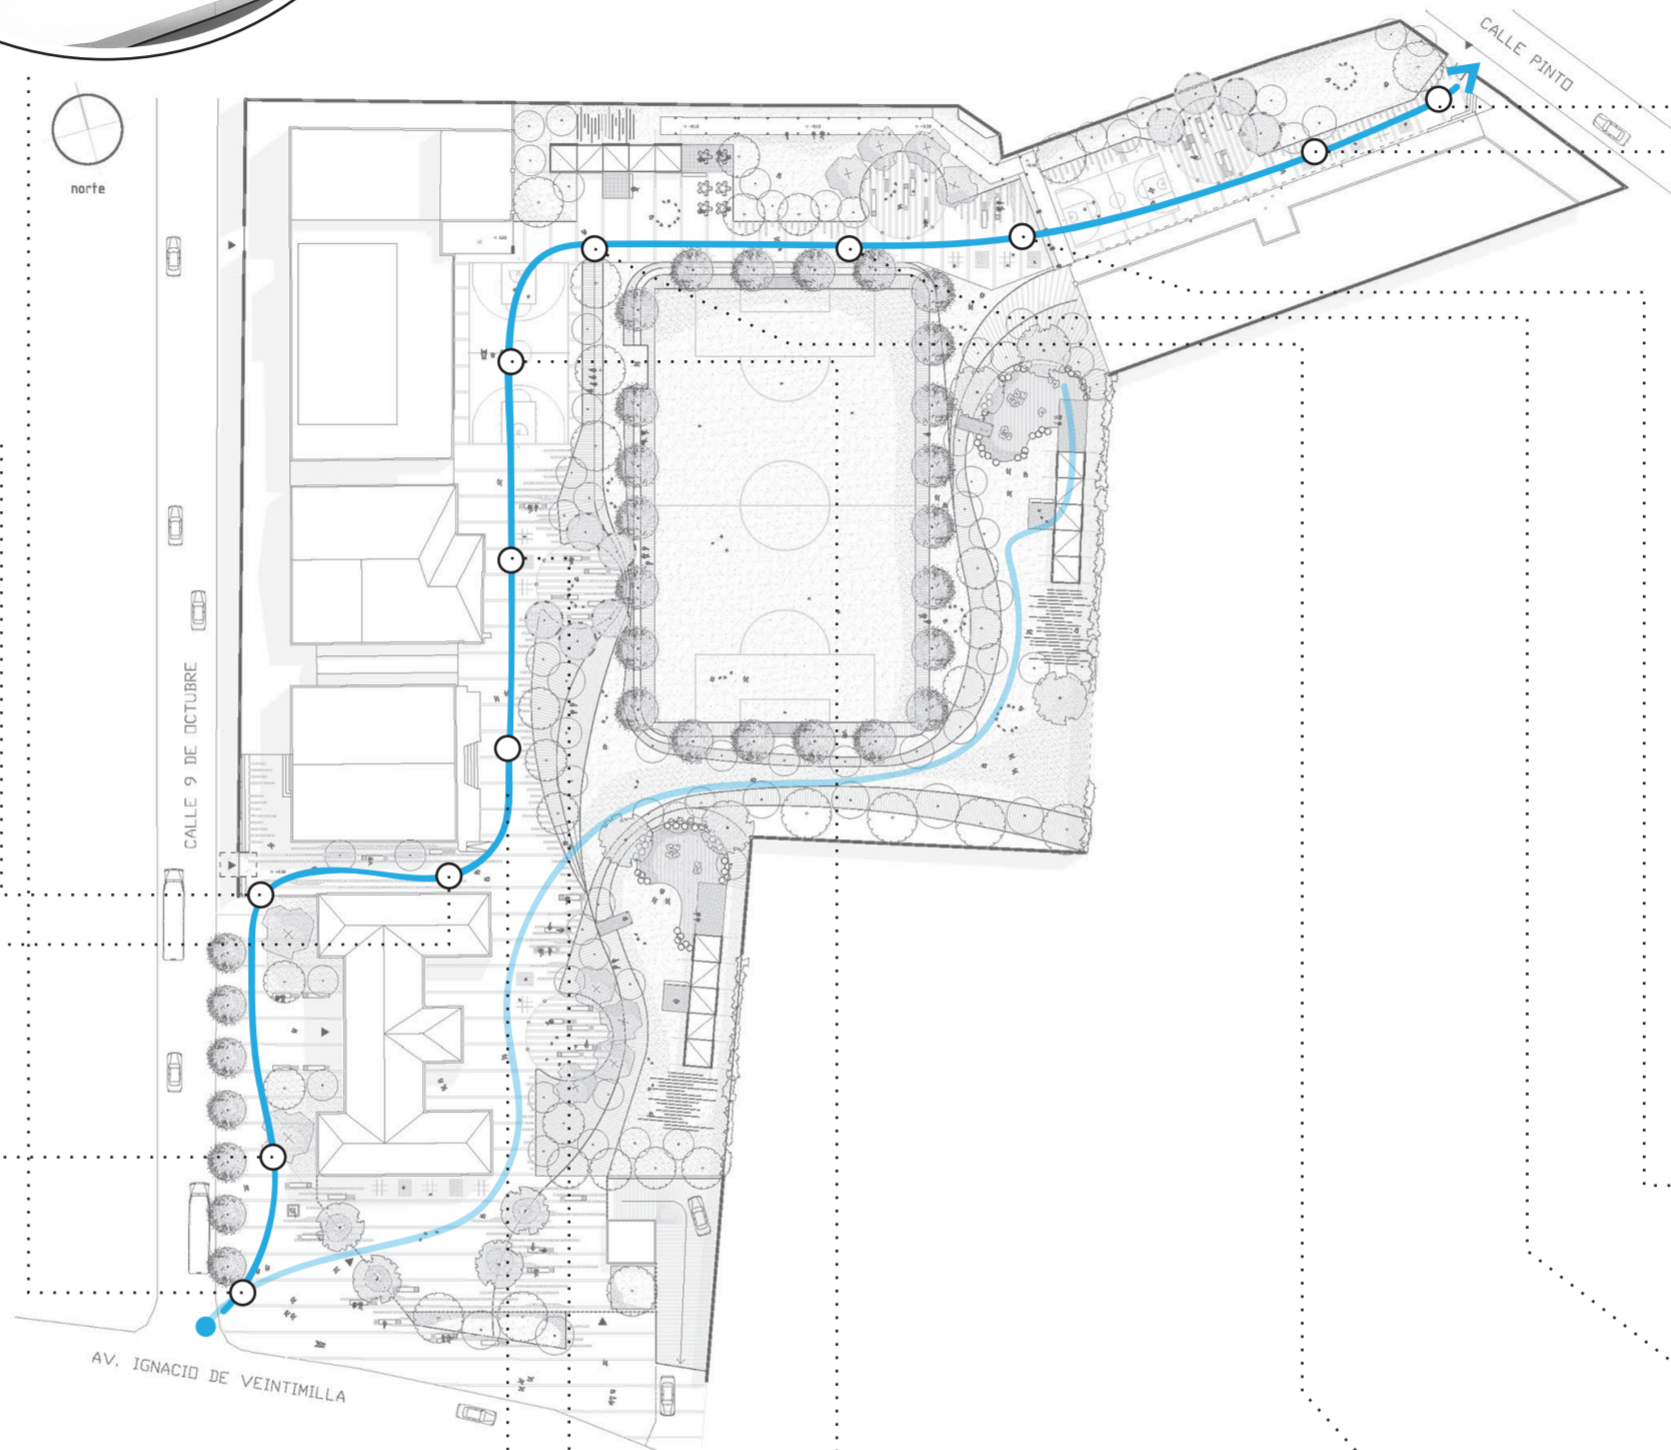 CALLE PINTO
norte
CALLE 9 DE OCTUBRE
AV. IGNACIO DE VEINTIMILLA